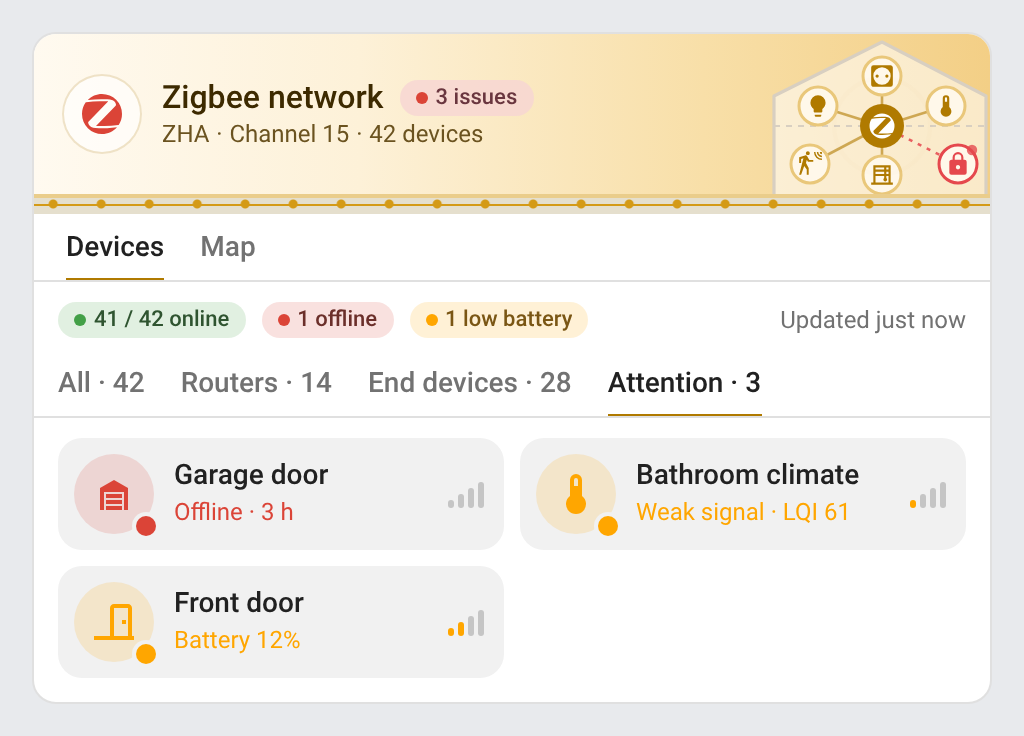 Zigbee network
3 issues
ZHA · Channel 15 · 42 devices
Devices
Map
41 / 42 online
1 offline
1 low battery
Updated just now
All · 42
Routers · 14
End devices · 28
Attention · 3
Garage door
Offline · 3 h
Bathroom climate
Weak signal · LQI 61
Front door
Battery 12%